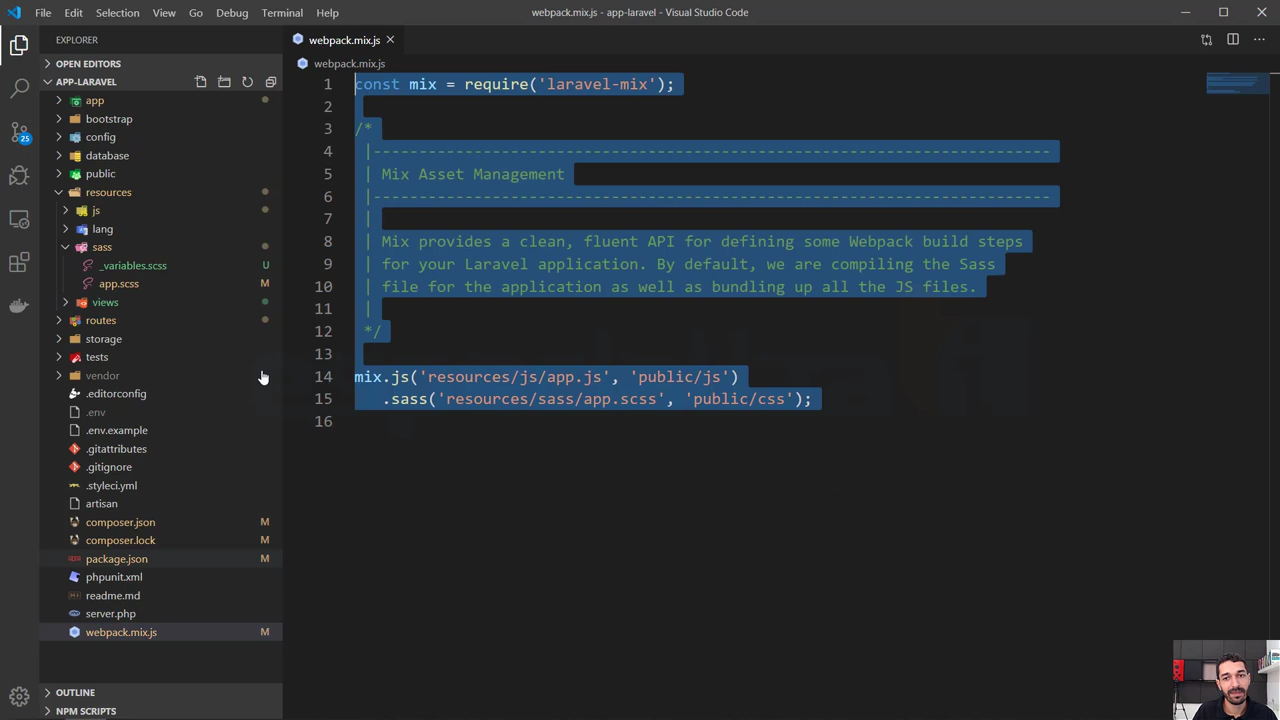 File Edit Selection View Go Debug Terminal Help
webpack.mix.js - app-laravel - Visual Studio Code
EXPLORER
webpack.mix.js
OPEN EDITORS
APP-LARAVEL
app
bootstrap
config
database
public
resources
js
lang
sass
_variables.scss U
app.scss M
views
routes
storage
tests
vendor
.editorconfig
.env
.env.example
.gitattributes
.gitignore
.styleci.yml
artisan
composer.json M
composer.lock M
package.json M
phpunit.xml
readme.md
server.php
webpack.mix.js M
OUTLINE
NPM SCRIPTS
25
webpack.mix.js
1 const mix = require('laravel-mix');
2
3 /*
4 |--------------------------------------------------------------------------
5 | Mix Asset Management
6 |--------------------------------------------------------------------------
7 |
8 | Mix provides a clean, fluent API for defining some Webpack build steps
9 | for your Laravel application. By default, we are compiling the Sass
10 | file for the application as well as bundling up all the JS files.
11 |
12 */
13
14 mix.js('resources/js/app.js', 'public/js')
15 .sass('resources/sass/app.scss', 'public/css');
16